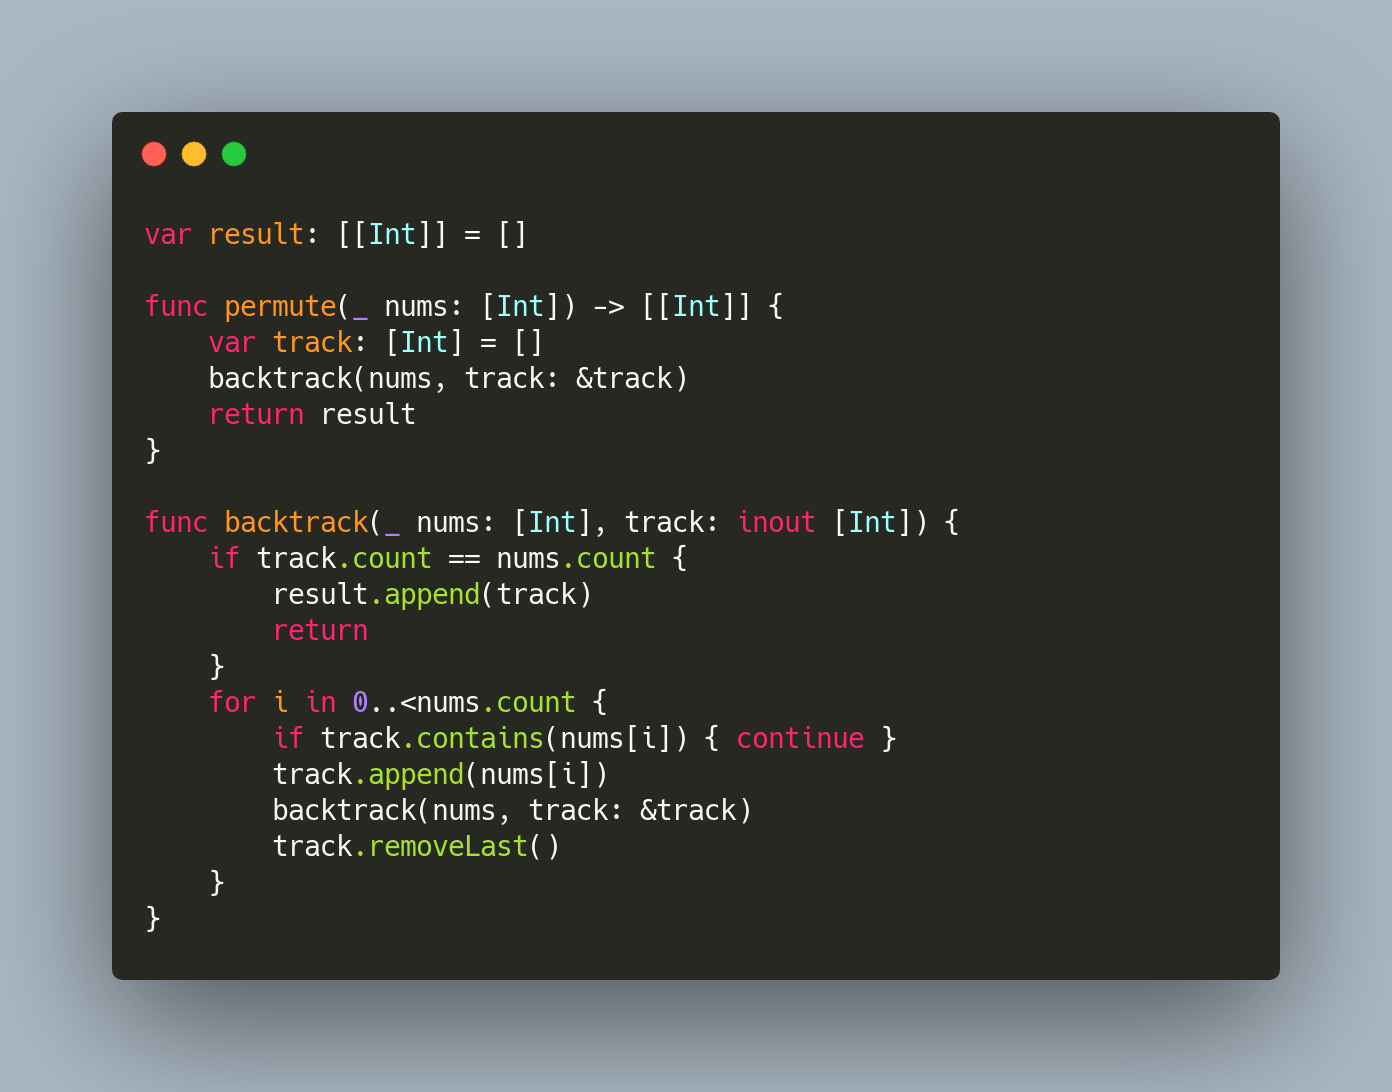 var result: [[Int]] = []

func permute(_ nums: [Int]) -> [[Int]] {
    var track: [Int] = []
    backtrack(nums, track: &track)
    return result
}

func backtrack(_ nums: [Int], track: inout [Int]) {
    if track.count == nums.count {
        result.append(track)
        return
    }
    for i in 0..<nums.count {
        if track.contains(nums[i]) { continue }
        track.append(nums[i])
        backtrack(nums, track: &track)
        track.removeLast()
    }
}